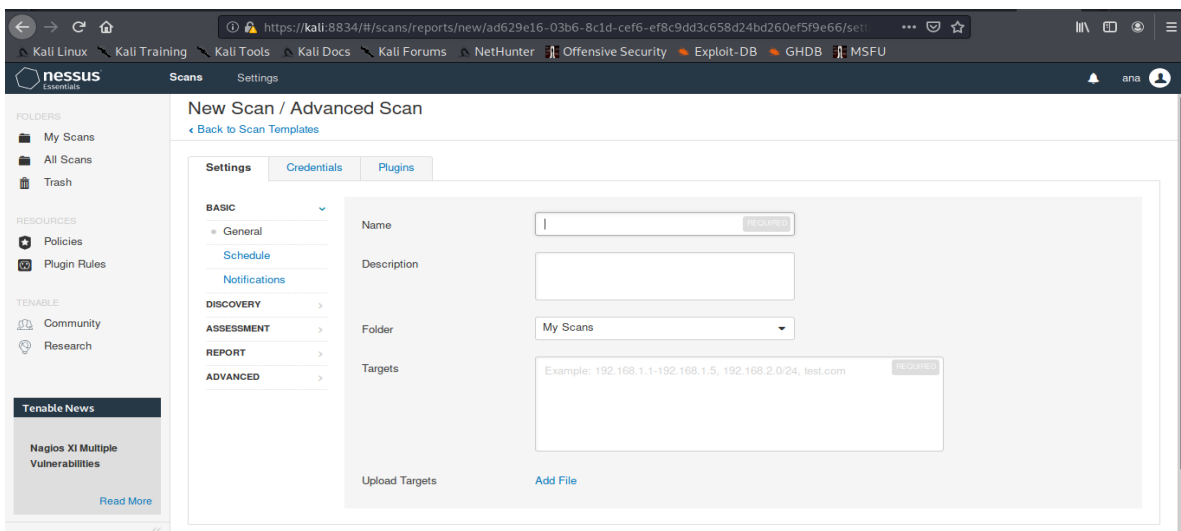 https://kali:8834/#/scans/reports/new/ad629e16-03b6-8c1d-cef6-ef8c9dd3c658d24bd260ef5f9e66/sett
Kali Linux Kali Training Kali Tools Kali Docs Kali Forums NetHunter Offensive Security Exploit-DB GHDB MSFU
nessus Essentials Scans Settings ana
FOLDERS
My Scans
All Scans
Trash
RESOURCES
Policies
Plugin Rules
TENABLE
Community
Research
Tenable News
Nagios XI Multiple
Vulnerabilities
Read More
New Scan / Advanced Scan
Back to Scan Templates
Settings Credentials Plugins
BASIC
General
Schedule
Notifications
DISCOVERY
ASSESSMENT
REPORT
ADVANCED
Name REQUIRED
Description
Folder My Scans
Targets Example: 192.168.1.1-192.168.1.5, 192.168.2.0/24, test.com REQUIRED
Upload Targets Add File